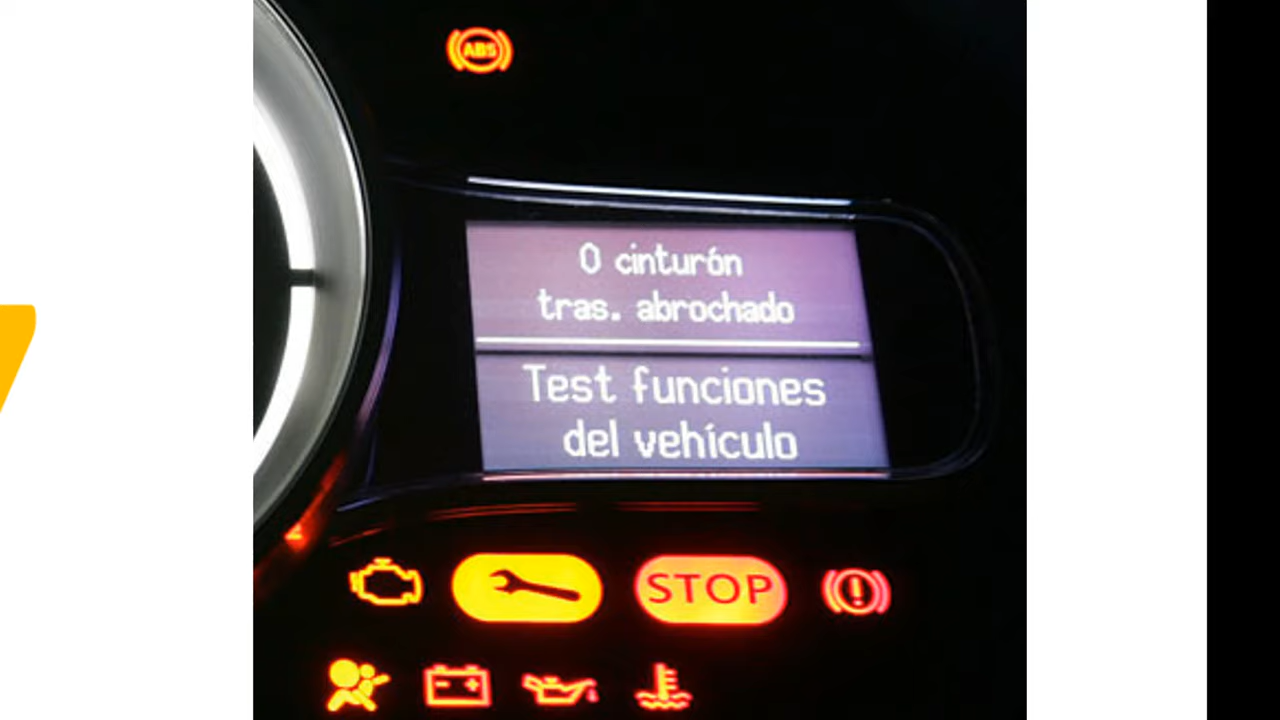 ABS
0 cinturón
tras. abrochado
Test funciones
del vehículo
STOP